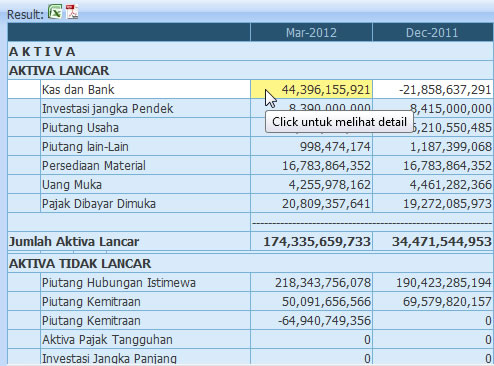 Result:
Mar-2012 Dec-2011
A K T I V A
AKTIVA LANCAR
Kas dan Bank 44,396,155,921 -21,858,637,291
Investasi jangka Pendek 8,390,000,000 8,415,000,000
Piutang Usaha 6,210,550,485
Click untuk melihat detail
Piutang lain-Lain 998,474,174 1,187,399,068
Persediaan Material 16,783,864,352 16,783,864,352
Uang Muka 4,255,978,162 4,461,282,366
Pajak Dibayar Dimuka 20,809,357,641 19,272,085,973
Jumlah Aktiva Lancar 174,335,659,733 34,471,544,953
AKTIVA TIDAK LANCAR
Piutang Hubungan Istimewa 218,343,756,078 190,423,285,194
Piutang Kemitraan 50,091,656,566 69,579,820,157
Piutang Kemitraan -64,940,749,356 0
Aktiva Pajak Tangguhan 0 0
Investasi Jangka Panjang 0 0